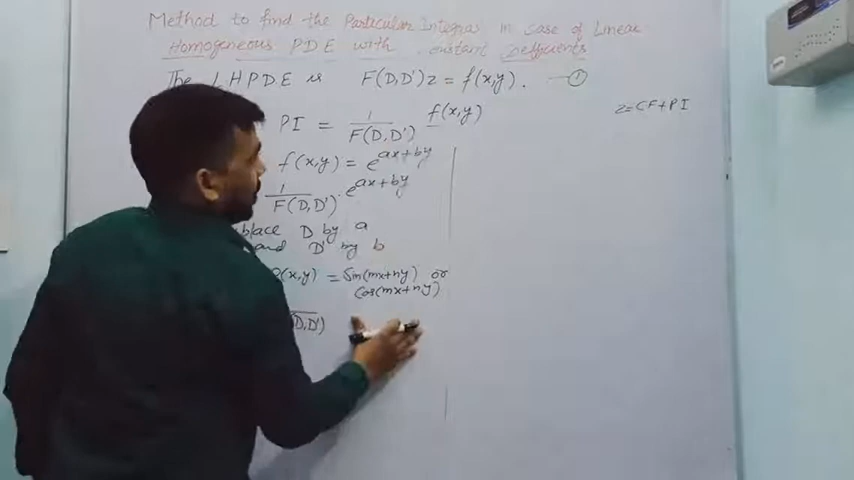 Method to find the Particular Integral in case of Linear
Homogeneous PDE with constant Coefficients
The LHPDE is F(D,D')z = f(x,y). — ①
z=CF+PI
PI = 1/F(D,D') f(x,y)
f(x,y) = e^ax+by
1/F(D,D') e^ax+by
place D by a
and D' by b
(x,y) = Sin(mx+ny) or
Cos(mx+ny)
(D,D')